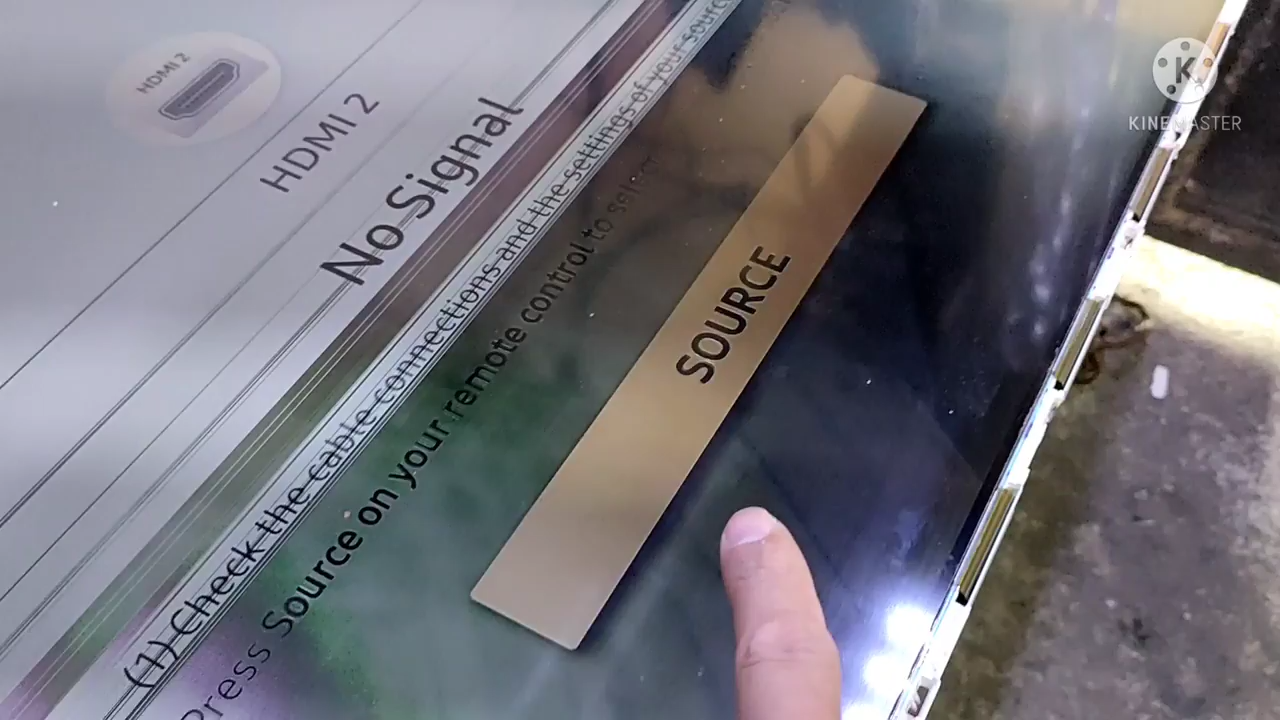 HDMI 2
HDMI 2
No Signal
(1) Check the cable connections and the settings of your source
Press Source on your remote control to select
SOURCE
K
KINEMASTER